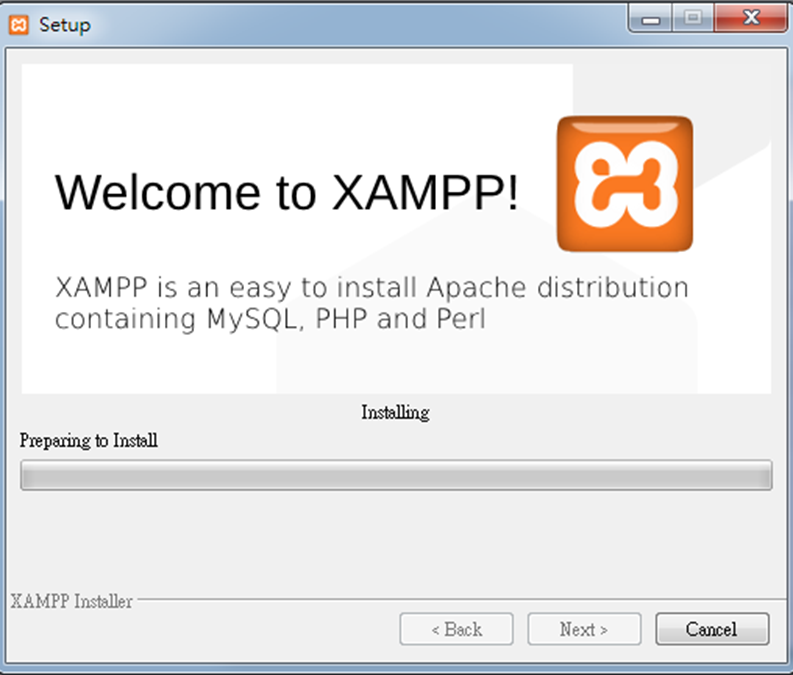 Setup
Welcome to XAMPP!
XAMPP is an easy to install Apache distribution
containing MySQL, PHP and Perl
Installing
Preparing to Install
XAMPP Installer
< Back
Next >
Cancel